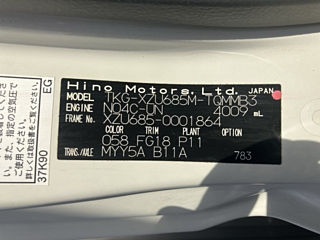 Hino Motors, Ltd. JAPAN
MODEL TKG-XZU685M-TQMMB3
ENGINE N04C-UN 4009 mL
FRAME No. XZU685-0001864
COLOR TRIM PLANT
058 FG18 P11
TRANS./AXLE MYY5A B11A 783
EG
37K90